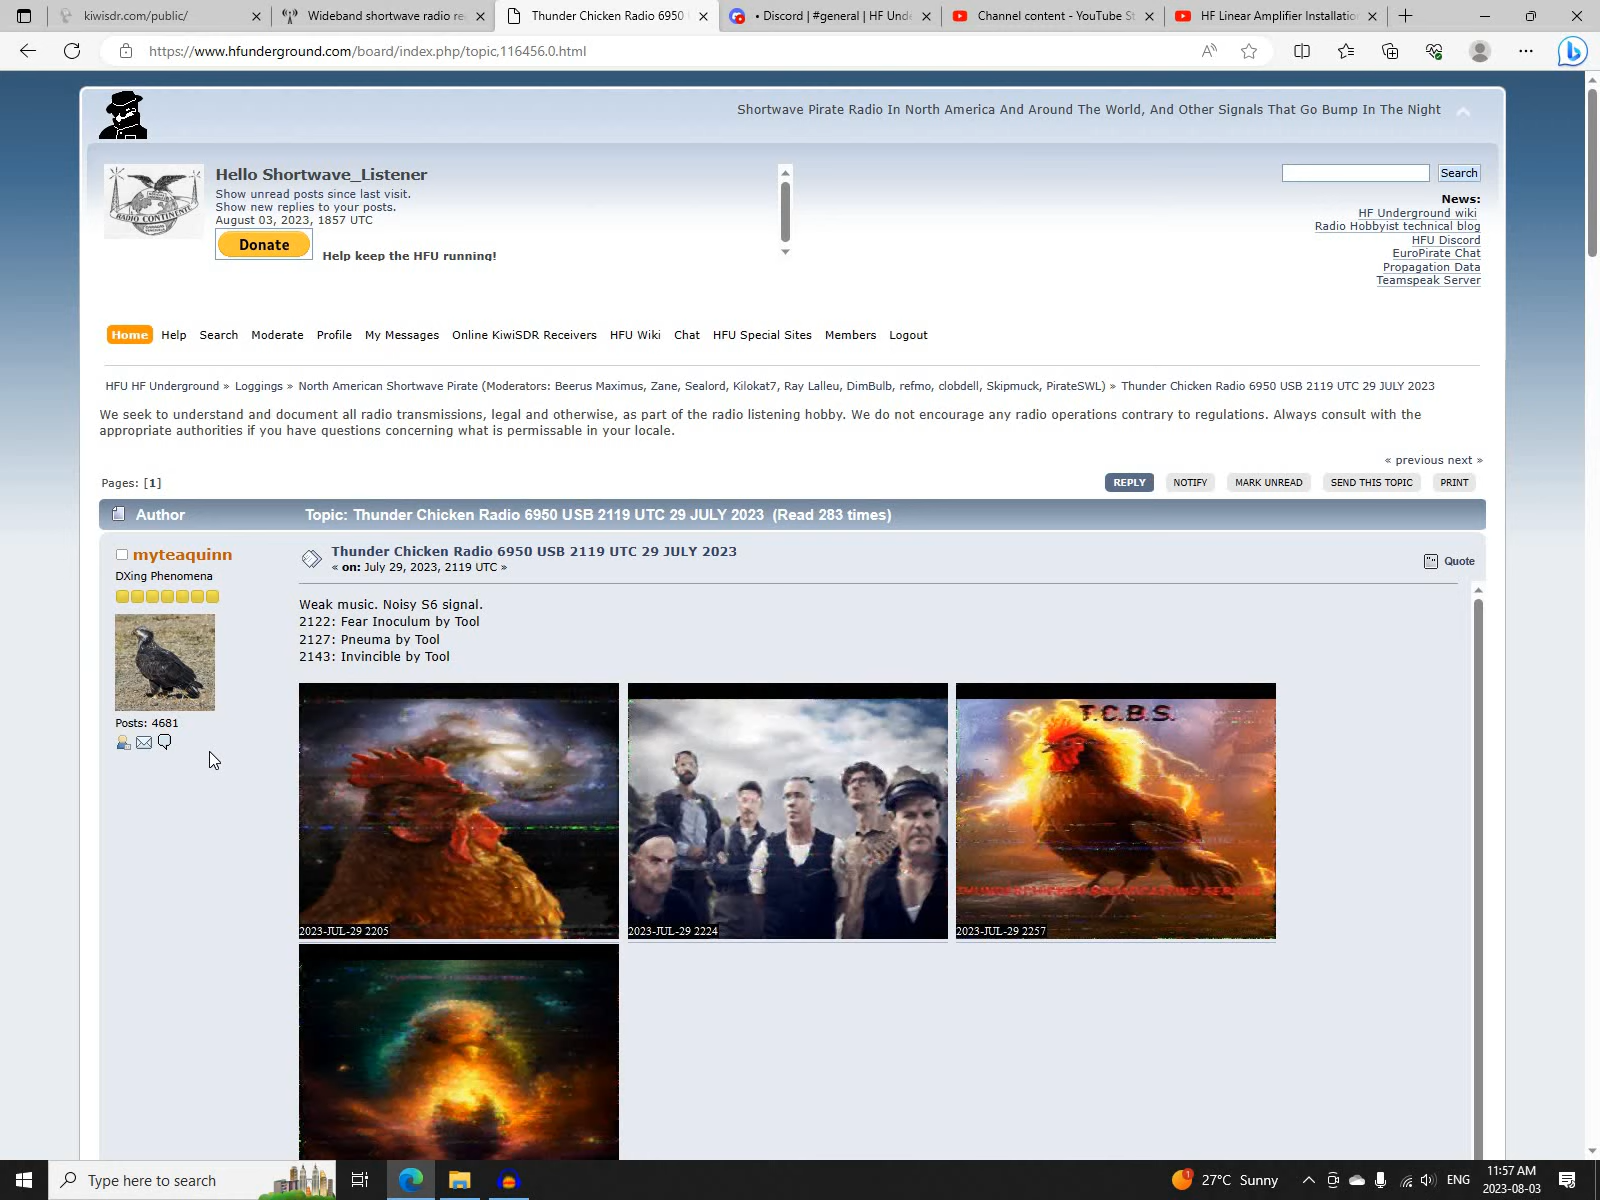 kiwisdr.com/public/
Wideband shortwave radio re
Thunder Chicken Radio 6950
• Discord | #general | HF Unde
Channel content - YouTube St
HF Linear Amplifier Installatio
https://www.hfunderground.com/board/index.php/topic,116456.0.html
Shortwave Pirate Radio In North America And Around The World, And Other Signals That Go Bump In The Night
RADIO CONTINENTE
Hello Shortwave_Listener
Show unread posts since last visit.
Show new replies to your posts.
August 03, 2023, 1857 UTC
Donate
Help keep the HFU running!
Search
News:
HF Underground wiki
Radio Hobbyist technical blog
HFU Discord
EuroPirate Chat
Propagation Data
Teamspeak Server
Home Help Search Moderate Profile My Messages Online KiwiSDR Receivers HFU Wiki Chat HFU Special Sites Members Logout
HFU HF Underground » Loggings » North American Shortwave Pirate (Moderators: Beerus Maximus, Zane, Sealord, Kilokat7, Ray Lalleu, DimBulb, refmo, clobdell, Skipmuck, PirateSWL) » Thunder Chicken Radio 6950 USB 2119 UTC 29 JULY 2023
We seek to understand and document all radio transmissions, legal and otherwise, as part of the radio listening hobby. We do not encourage any radio operations contrary to regulations. Always consult with the
appropriate authorities if you have questions concerning what is permissable in your locale.
« previous next »
Pages: [1]
REPLY NOTIFY MARK UNREAD SEND THIS TOPIC PRINT
Author Topic: Thunder Chicken Radio 6950 USB 2119 UTC 29 JULY 2023 (Read 283 times)
myteaquinn
DXing Phenomena
Posts: 4681
Thunder Chicken Radio 6950 USB 2119 UTC 29 JULY 2023
« on: July 29, 2023, 2119 UTC »
Quote
Weak music. Noisy S6 signal.
2122: Fear Inoculum by Tool
2127: Pneuma by Tool
2143: Invincible by Tool
T.C.B.S.
THUNDERCHICKEN BROADCASTING SERVICE
2023-JUL-29 2205
2023-JUL-29 2224
2023-JUL-29 2257
Type here to search
1
27°C Sunny
ENG
11:57 AM
2023-08-03